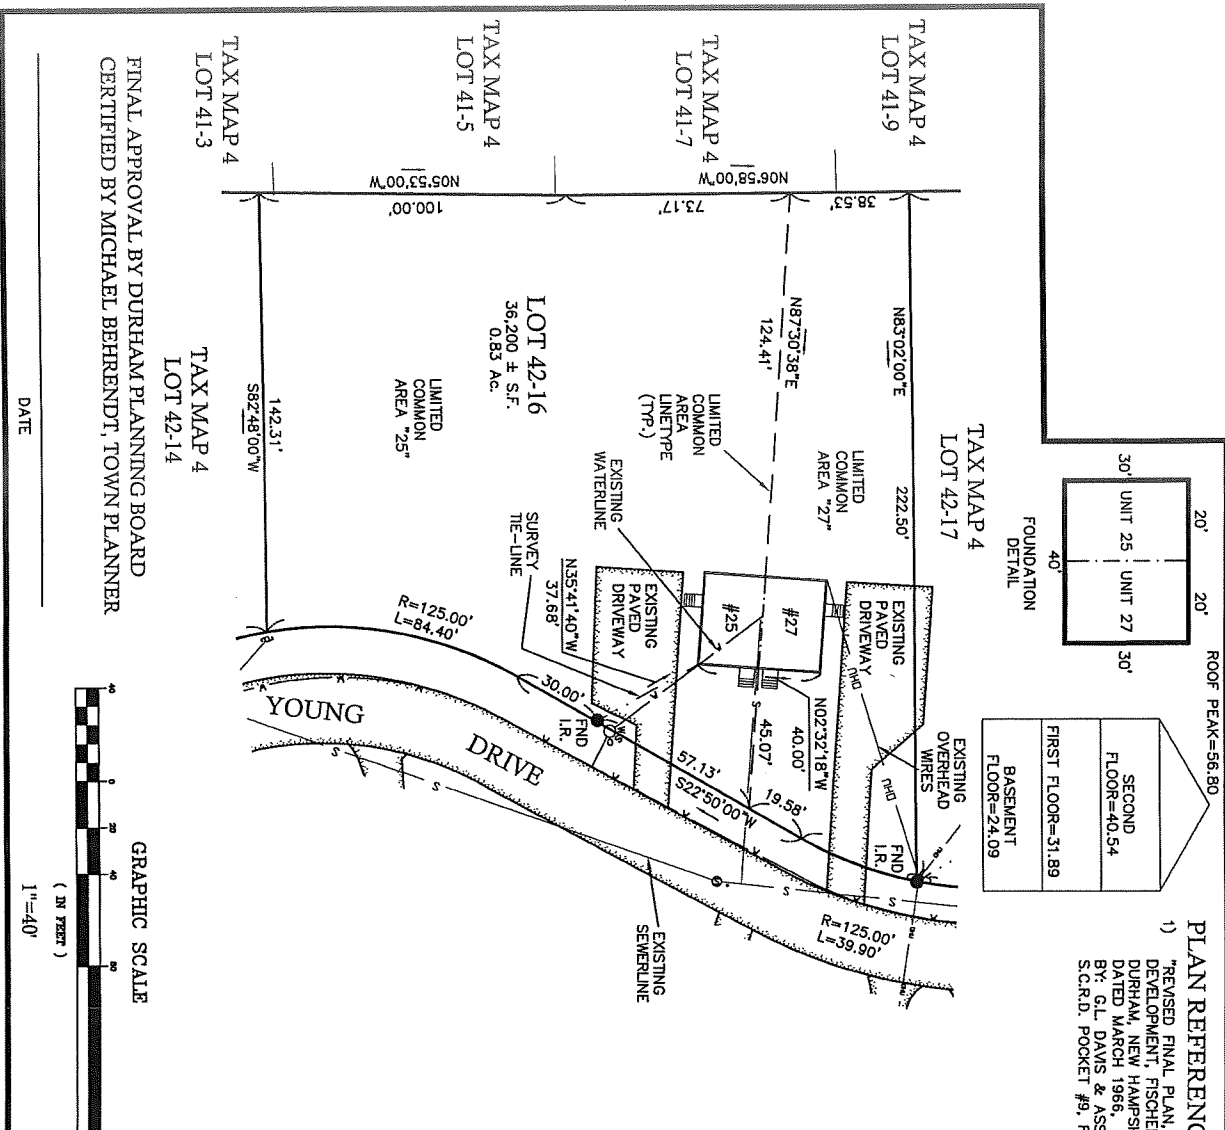 TAX MAP 4
LOT 41-9
TAX MAP 4
LOT 41-7
TAX MAP 4
LOT 41-5
TAX MAP 4
LOT 41-3
38.53'
N06°58'00"W
73.17'
N05°53'00"W
100.00'
N83°02'00"E
222.50'
N87°30'38"E
124.41'
LOT 42-16
36,200 ± S.F.
0.83 Ac.
LIMITED
COMMON
AREA "25"
LIMITED
COMMON
AREA "27"
LIMITED
COMMON
AREA
LINETYPE
(TYP.)
142.31'
S82°48'00"W
TAX MAP 4
LOT 42-14
TAX MAP 4
LOT 42-17
EXISTING
WATERLINE
SURVEY
TIE-LINE
N35°41'40"W
37.68'
EXISTING
PAVED
DRIVEWAY
EXISTING
PAVED
DRIVEWAY
#27
#25
N02°32'18"W
40.00'
45.07'
EXISTING
OVERHEAD
WIRES
OHU
OHU
FND
I.R.
FND
I.R.
30.00'
57.13'
S22°50'00"W
19.58'
R=125.00'
L=84.40'
R=125.00'
L=39.90'
YOUNG
DRIVE
S
S
S
S
S
S
EXISTING
SEWERLINE
20'
20'
30'
UNIT 25
UNIT 27
30'
40'
FOUNDATION
DETAIL
ROOF PEAK=56.80
SECOND
FLOOR=40.54
FIRST FLOOR=31.89
BASEMENT
FLOOR=24.09
PLAN REFERENC
1)
"REVISED FINAL PLAN,
DEVELOPMENT, FISCHE
DURHAM, NEW HAMPSH
DATED MARCH 1966,
BY: G.L. DAVIS & ASS
S.C.R.D. POCKET #9,
FINAL APPROVAL BY DURHAM PLANNING BOARD
CERTIFIED BY MICHAEL BEHRENDT, TOWN PLANNER
DATE
GRAPHIC SCALE
40
0
20
40
80
( IN FEET )
1"=40'